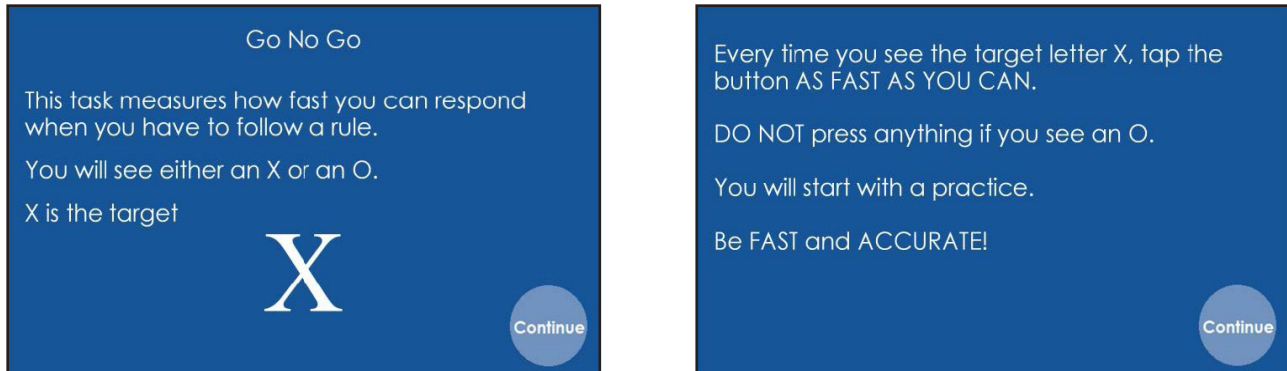 Go No Go
This task measures how fast you can respond
when you have to follow a rule.
You will see either an X or an O.
X is the target
X
Continue
Every time you see the target letter X, tap the
button AS FAST AS YOU CAN.
DO NOT press anything if you see an O.
You will start with a practice.
Be FAST and ACCURATE!
Continue